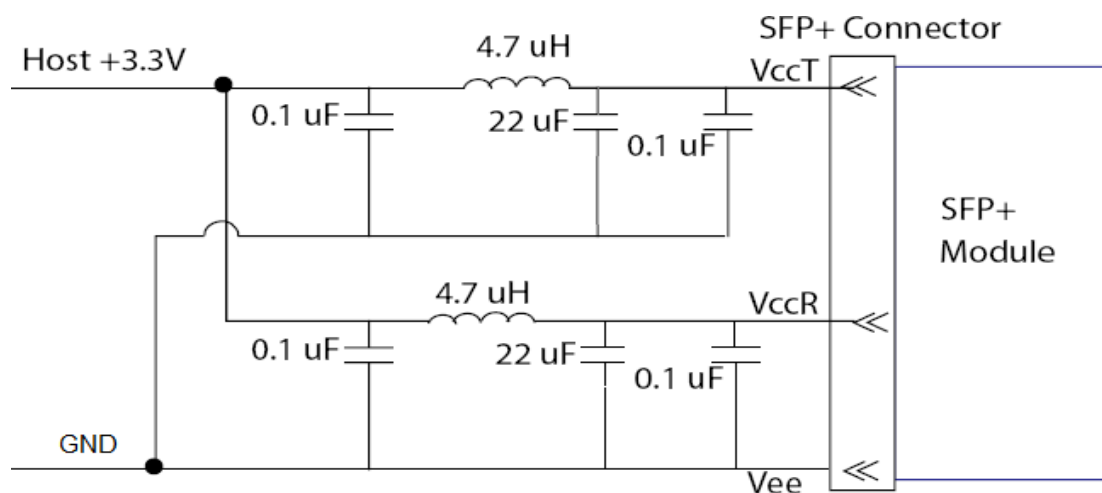 Host +3.3V
4.7 uH
SFP+ Connector
VccT
0.1 uF
22 uF
0.1 uF
SFP+
Module
4.7 uH
VccR
0.1 uF
22 uF
0.1 uF
GND
Vee